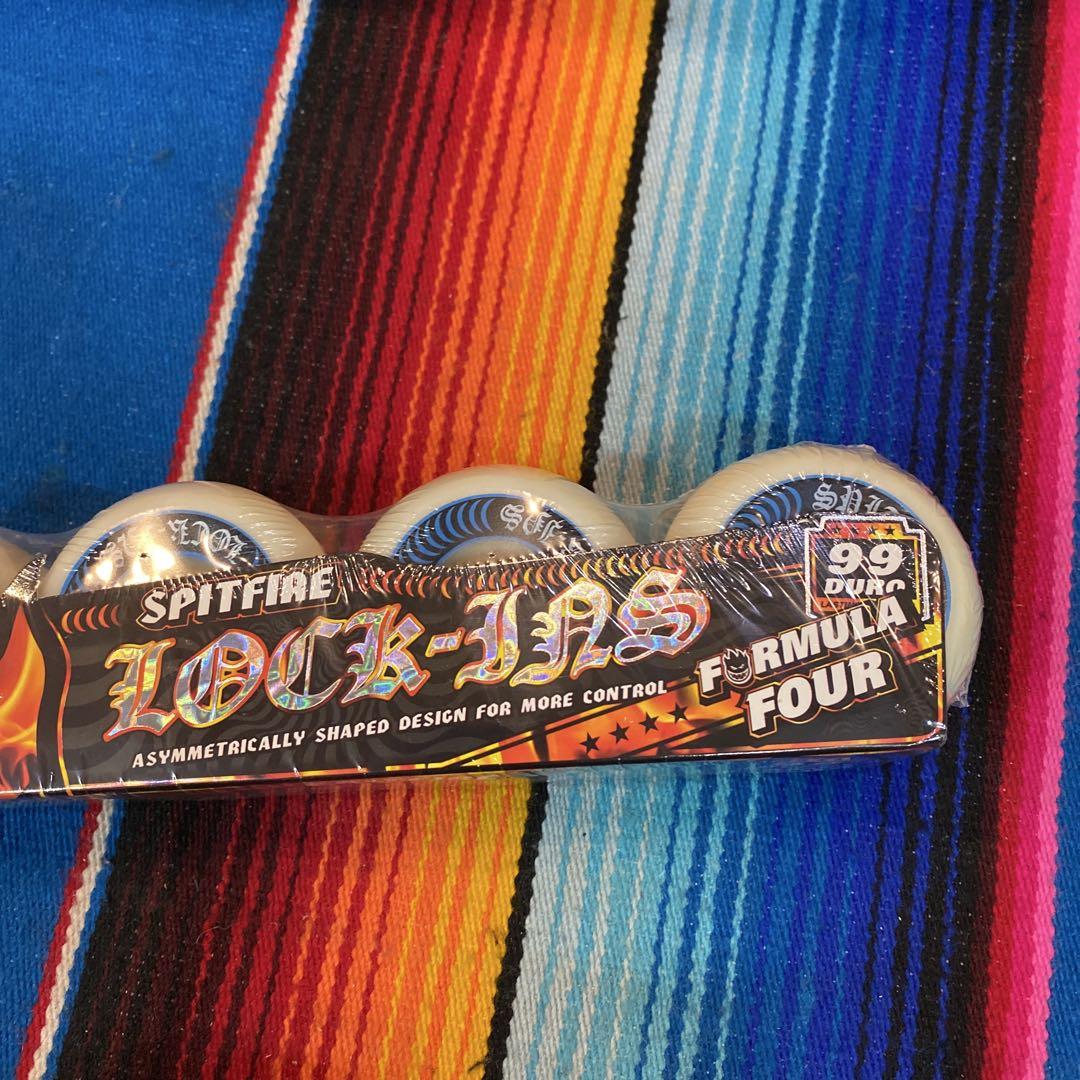 SPITFIRE
LOCK-INS
ASYMMETRICALLY SHAPED DESIGN FOR MORE CONTROL
99
DURO
FORMULA
FOUR